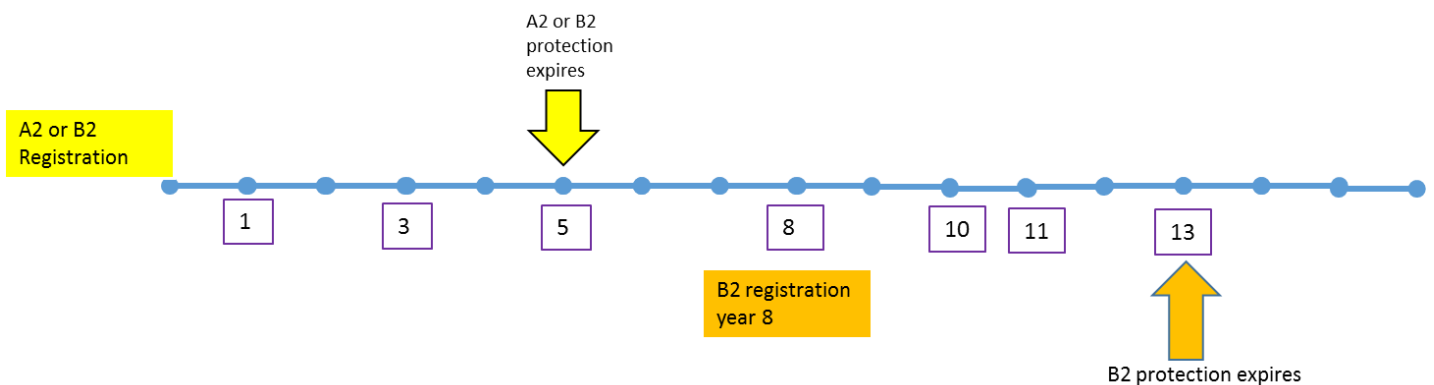 A2 or B2
protection
expires
A2 or B2
Registration
1
3
5
8
10
11
13
B2 registration
year 8
B2 protection expires